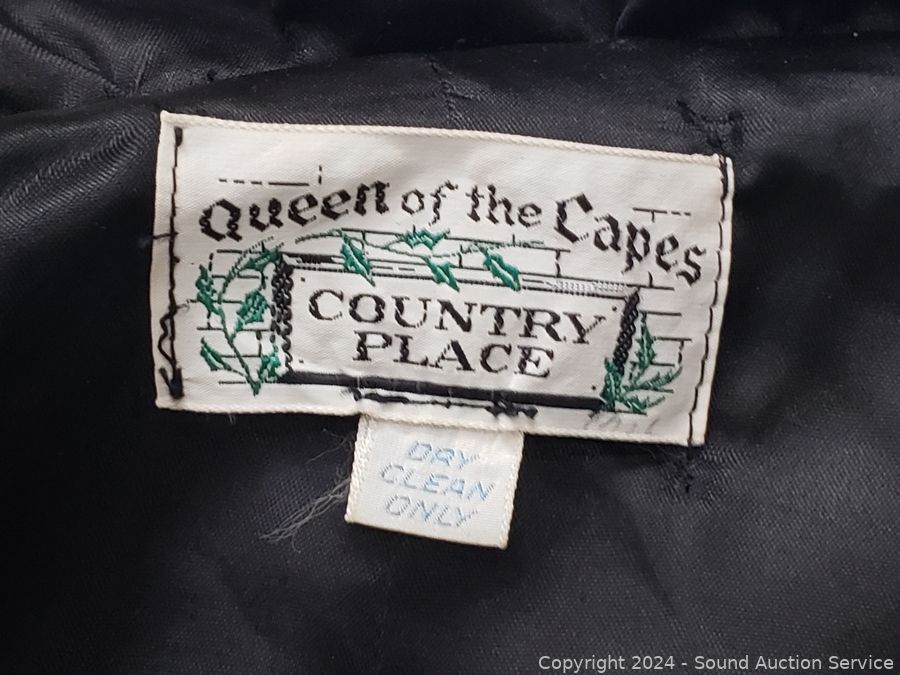 Queen of the Capes
COUNTRY
PLACE
DRY
CLEAN
ONLY
Copyright © 2024 - Sound Auction Service